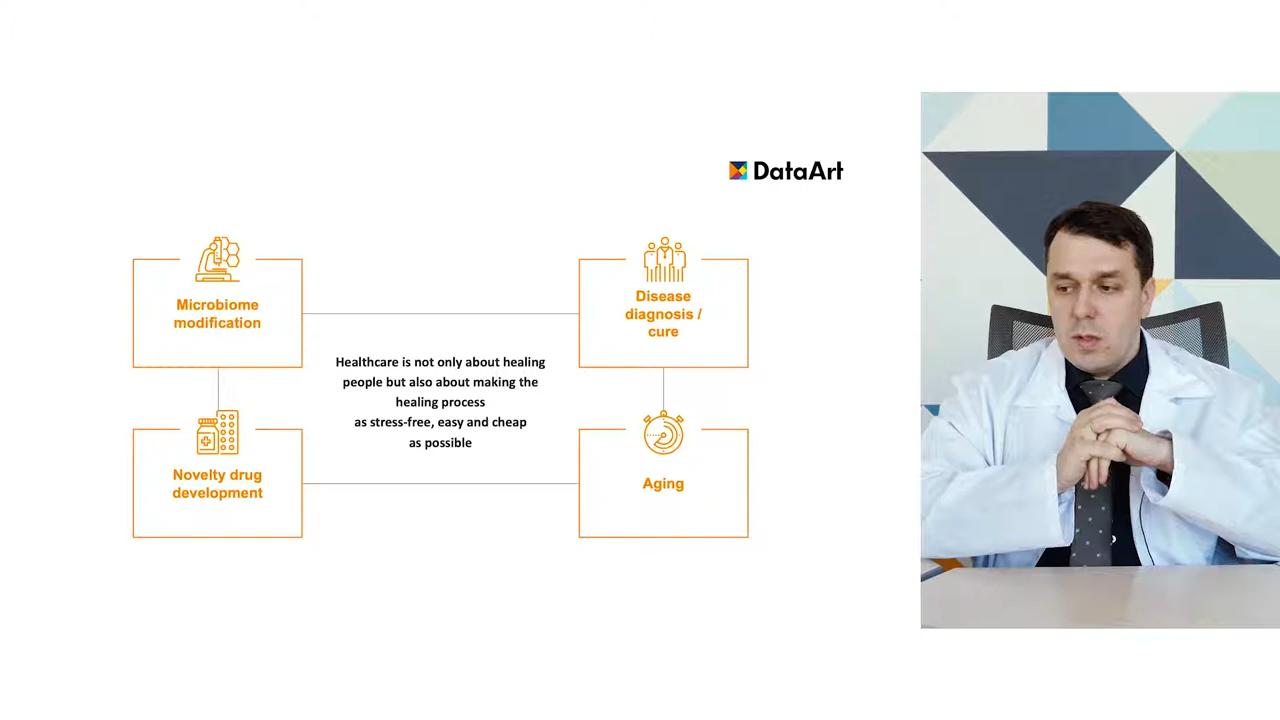 DataArt
Microbiome
modification
Disease
diagnosis /
cure
Healthcare is not only about healing
people but also about making the
healing process
as stress-free, easy and cheap
as possible
Novelty drug
development
Aging